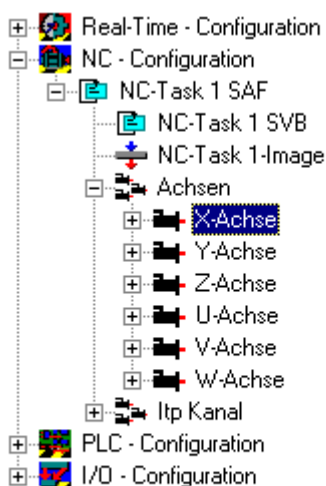 Real-Time - Configuration
NC - Configuration
NC-Task 1 SAF
NC-Task 1 SVB
NC-Task 1-Image
Achsen
X-Achse
Y-Achse
Z-Achse
U-Achse
V-Achse
W-Achse
Itp Kanal
PLC - Configuration
I/O - Configuration